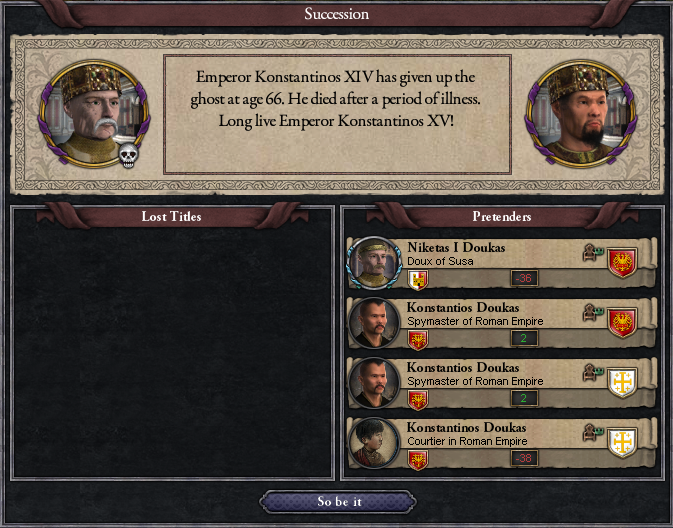 Succession
Emperor Konstantinos XIV has given up the
ghost at age 66. He died after a period of illness.
Long live Emperor Konstantinos XV!
Lost Titles
Pretenders
Niketas I Doukas
Doux of Susa
-36
Konstantios Doukas
Spymaster of Roman Empire
2
Konstantios Doukas
Spymaster of Roman Empire
2
Konstantinos Doukas
Courtier in Roman Empire
-38
So be it